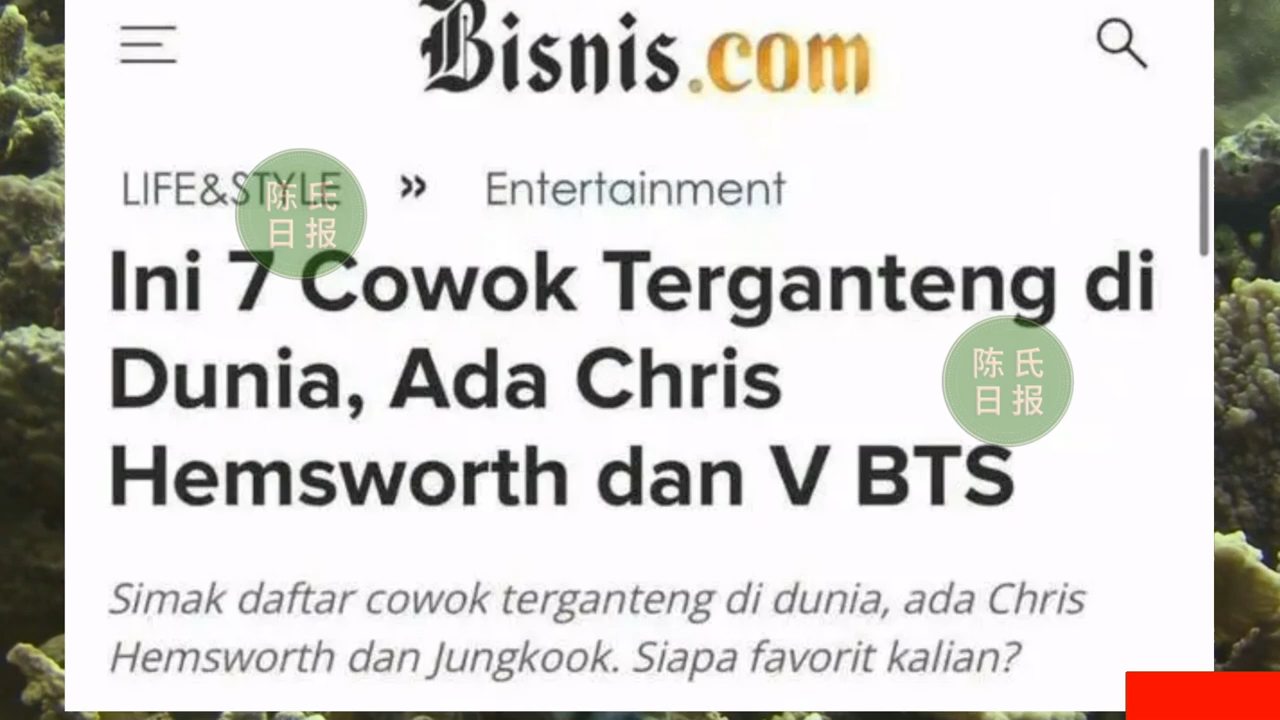 Bisnis.com
LIFE&STYLE » Entertainment
陈氏
日报
Ini 7 Cowok Terganteng di
Dunia, Ada Chris
陈氏
日报
Hemsworth dan V BTS
Simak daftar cowok terganteng di dunia, ada Chris
Hemsworth dan Jungkook. Siapa favorit kalian?